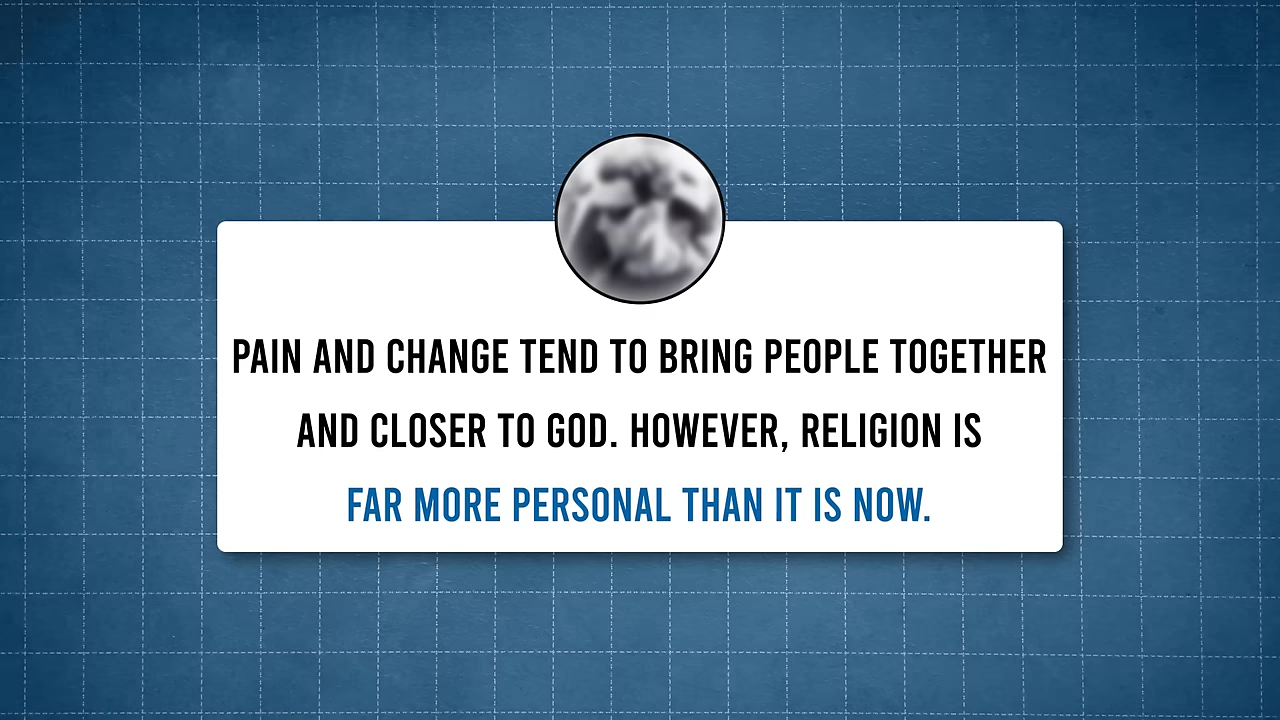 PAIN AND CHANGE TEND TO BRING PEOPLE TOGETHER
AND CLOSER TO GOD. HOWEVER, RELIGION IS
FAR MORE PERSONAL THAN IT IS NOW.